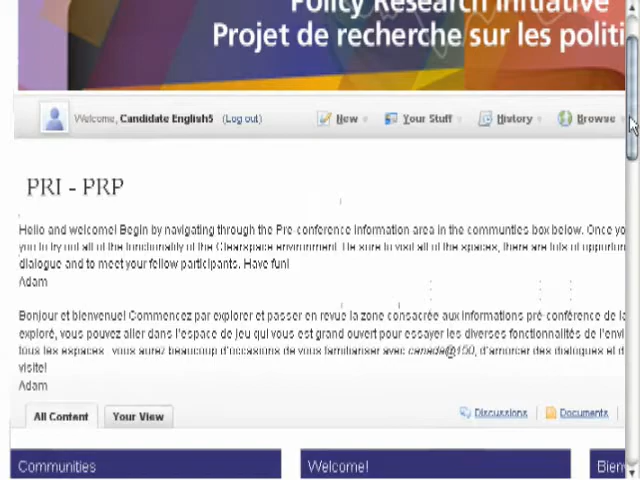 Policy Research Initiative
Projet de recherche sur les politi
Welcome, Candidate English5 (Log out)
New
Your Stuff
History
Browse
PRI - PRP
Hello and welcome! Begin by navigating through the Pre-conference Information area in the communties box below. Once yo
you to try out all of the functionality of the Clearspace environment. Be sure to visit all of the spaces, there are lots of opportun
dialogue and to meet your fellow participants. Have fun!
Adam
Bonjour et bienvenue! Commencez par explorer et passer en revue la zone consacrée aux informations pré-conférence de la
exploré, vous pouvez aller dans l'espace de jeu qui vous est grand ouvert pour essayer les diverses fonctionnalités de l'envi
tous les espaces - vous aurez beaucoup d'occasions de vous familiariser avec canada@150, d'amorcer des dialogues et d
visite!
Adam
All Content
Your View
Discussions
Documents
Communities
Welcome!
Bien